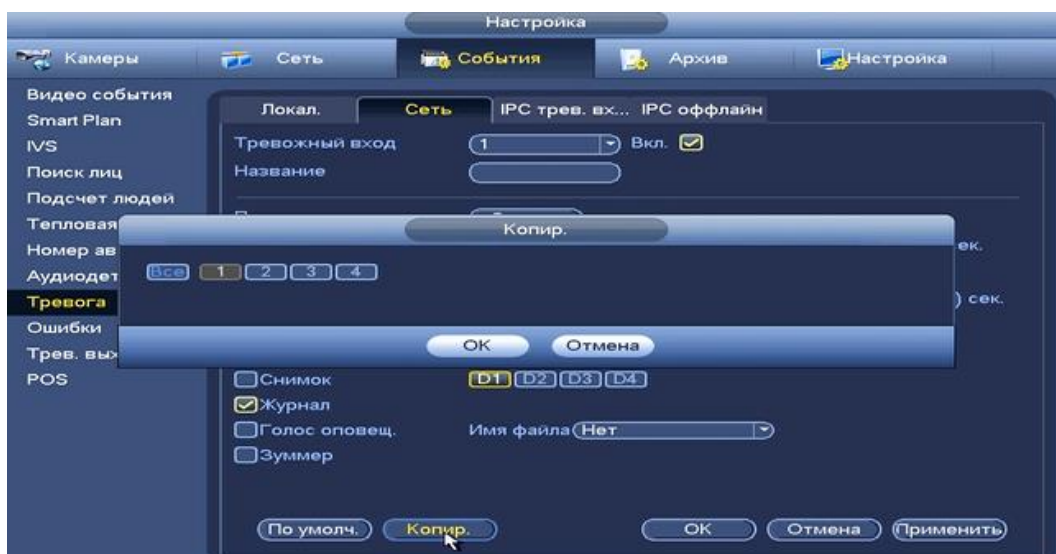 Настройка
Камеры Сеть События Архив Настройка
Видео события
Smart Plan
IVS
Поиск лиц
Подсчет людей
Тепловая
Номер ав
Аудиодет
Тревога
Ошибки
Трев. вых
POS
Локал. Сеть IPC трев. вх... IPC оффлайн
Тревожный вход 1 Вкл.
Название
Копир.
ек.
Все 1 2 3 4
) сек.
OK Отмена
Снимок D1 D2 D3 D4
Журнал
Голос оповещ. Имя файла Нет
Зуммер
По умолч. Копир. OK Отмена Применить